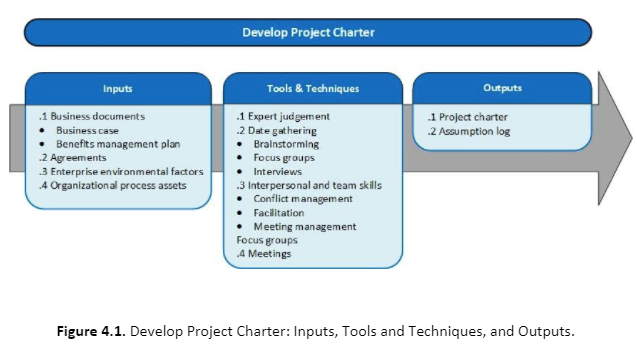 Develop Project Charter
Inputs
.1 Business documents
• Business case
• Benefits management plan
.2 Agreements
.3 Enterprise environmental factors
.4 Organizational process assets
Tools & Techniques
.1 Expert judgement
.2 Date gathering
• Brainstorming
• Focus groups
• Interviews
.3 Interpersonal and team skills
• Conflict management
• Facilitation
• Meeting management
Focus groups
.4 Meetings
Outputs
.1 Project charter
.2 Assumption log
Figure 4.1. Develop Project Charter: Inputs, Tools and Techniques, and Outputs.